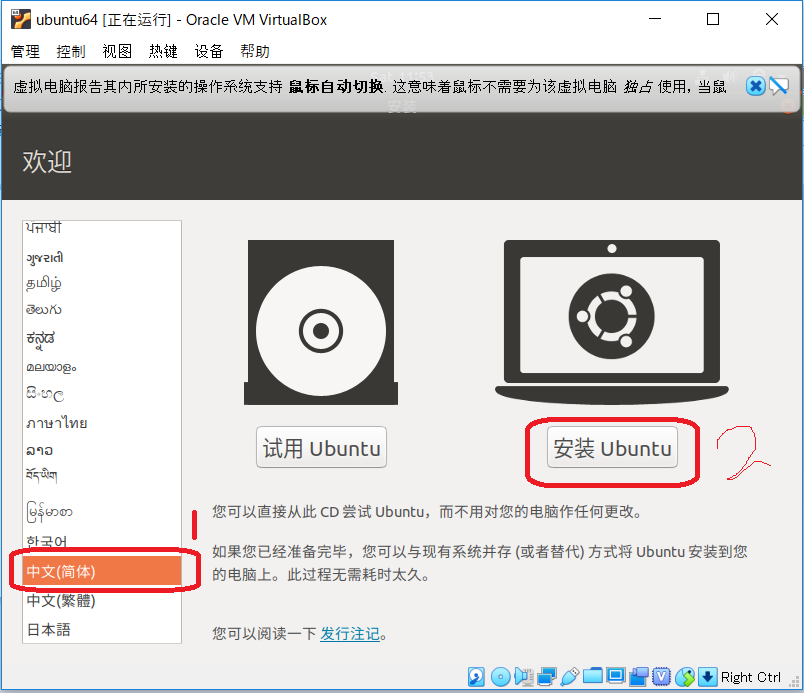 ubuntu64 [正在运行] - Oracle VM VirtualBox
管理 控制 视图 热键 设备 帮助
虚拟电脑报告其内所安装的操作系统支持 鼠标自动切换. 这意味着鼠标不需要为该虚拟电脑 独占 使用, 当鼠
安装
欢迎
ਪੰਜਾਬੀ
ગુજરાતી
தமிழ்
తెలుగు
ಕನ್ನಡ
മലയാളം
සිංහල
ภาษาไทย
ລາວ
བོད་ཡིག
မြန်မာစာ
한국어
中文(简体)
中文(繁體)
日本語
1
试用 Ubuntu
安装 Ubuntu
2
您可以直接从此 CD 尝试 Ubuntu，而不用对您的电脑作任何更改。
如果您已经准备完毕，您可以与现有系统并存 (或者替代) 方式将 Ubuntu 安装到您
的电脑上。此过程无需耗时太久。
您可以阅读一下 发行注记。
Right Ctrl